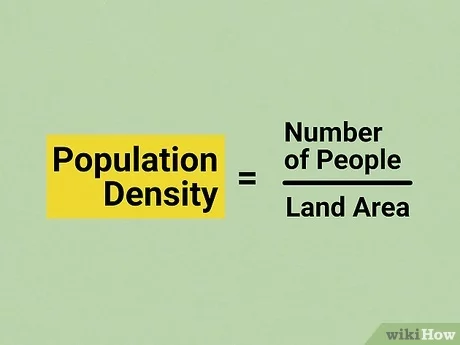 Population
Density
=
Number
of People
Land Area
wikiHow